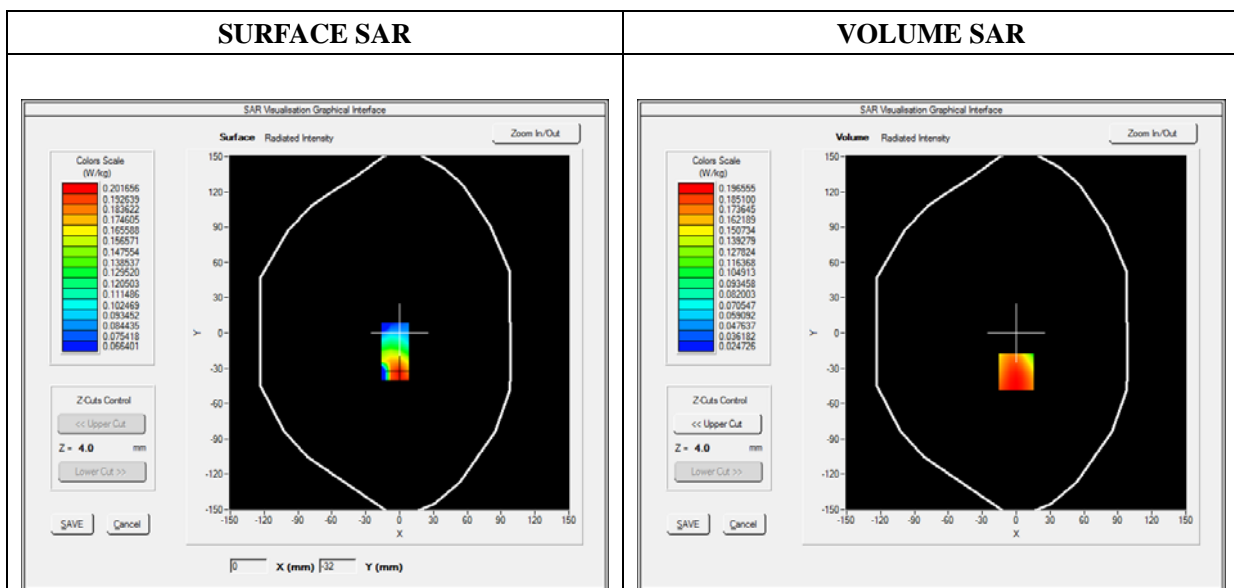 SURFACE SAR
VOLUME SAR
SAR Visualisation Graphical Interface
Surface Radiated Intensity
Zoom In/Out
Colors Scale
(W/kg)
0.201656
0.192639
0.183622
0.174605
0.165588
0.156571
0.147554
0.138537
0.129520
0.120503
0.111486
0.102469
0.093452
0.084435
0.075418
0.066401
150
120
90
60
30
0
-30
-60
-90
-120
-150
Y
-150 -120 -90 -60 -30 0 30 60 90 120 150
X
Z-Cuts Control
<< Upper Cut
Z = 4.0 mm
Lower Cut >>
SAVE Cancel
0 X (mm) -32 Y (mm)
SAR Visualisation Graphical Interface
Volume Radiated Intensity
Zoom In/Out
Colors Scale
(W/kg)
0.196555
0.185100
0.173645
0.162189
0.150734
0.139279
0.127824
0.116368
0.104913
0.093458
0.082003
0.070547
0.059092
0.047637
0.036182
0.024726
150
120
90
60
30
0
-30
-60
-90
-120
-150
Y
-150 -120 -90 -60 -30 0 30 60 90 120 150
X
Z-Cuts Control
<< Upper Cut
Z = 4.0 mm
Lower Cut >>
SAVE Cancel